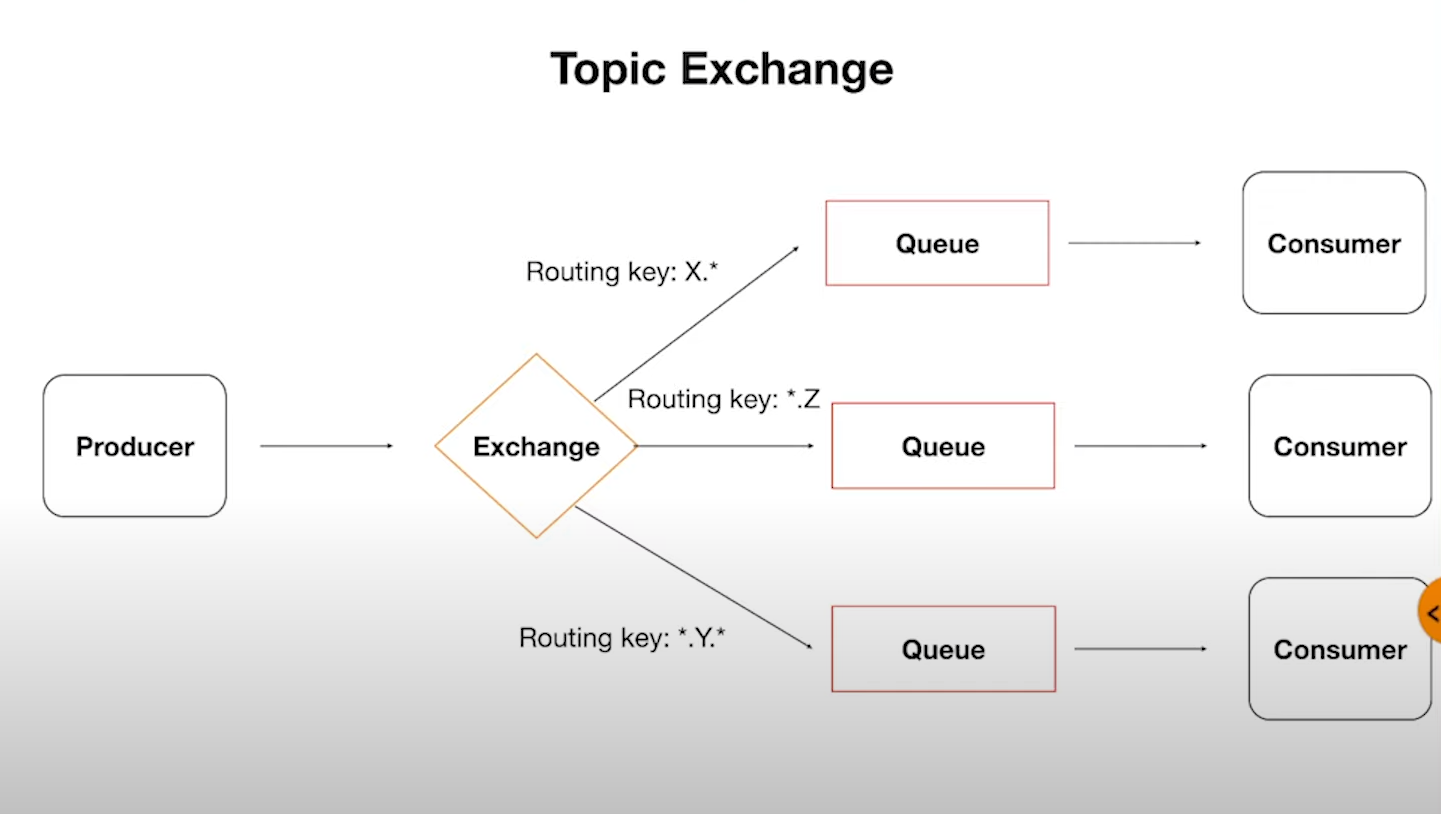 Topic Exchange
Queue
Consumer
Routing key: X.*
Routing key: *.Z
Producer
Exchange
Queue
Consumer
Routing key: *.Y.*
Queue
Consumer
<